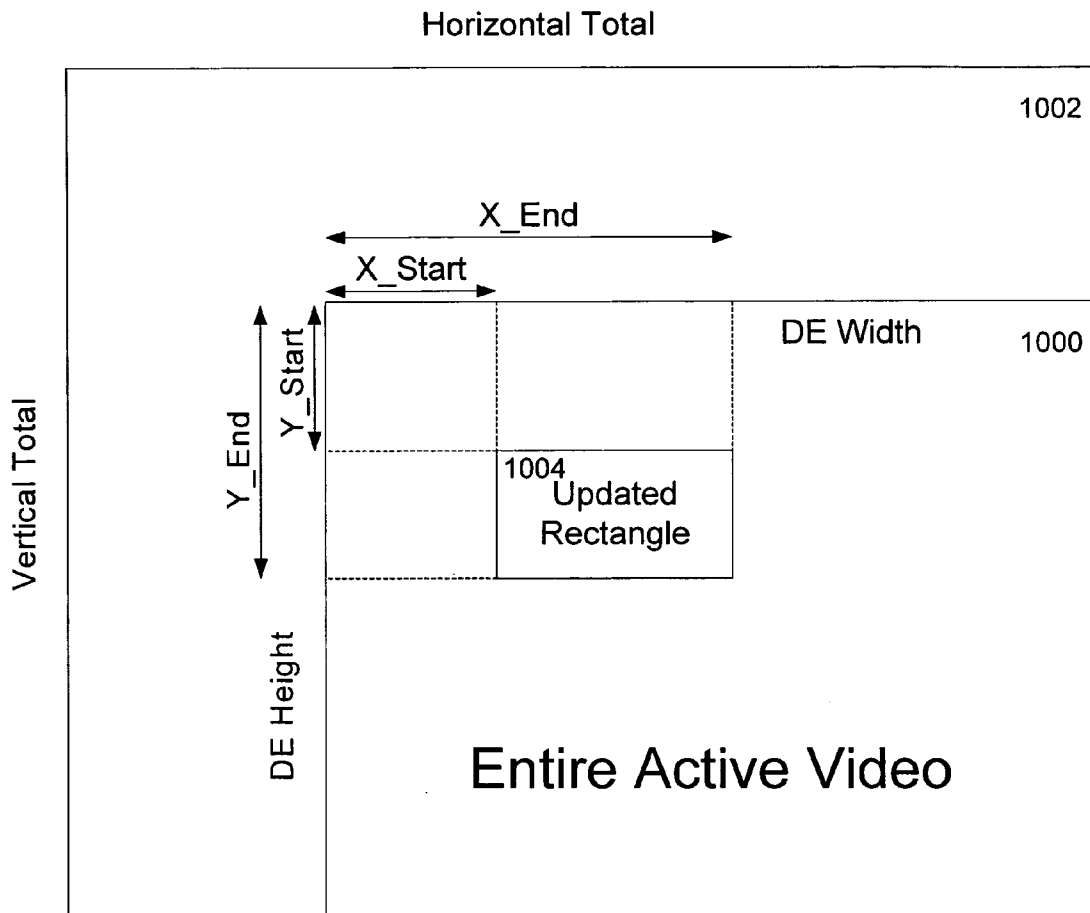 Horizontal Total
1002
X_End
X_Start
DE Width
1000
Y_Start
Y_End
Vertical Total
1004
Updated
Rectangle
DE Height
Entire Active Video